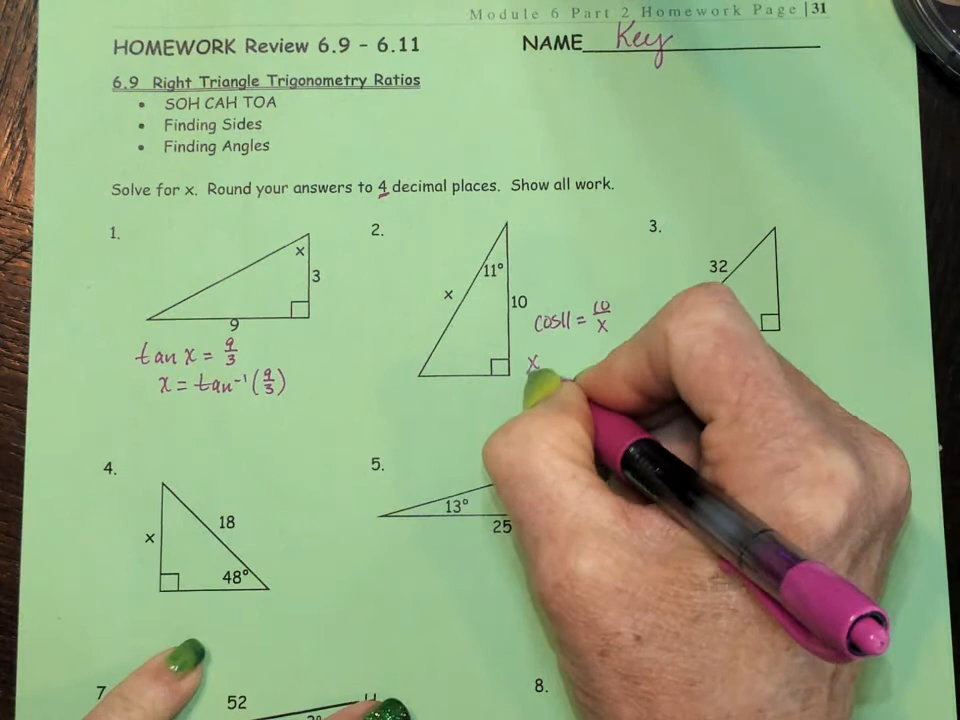 Module 6 Part 2 Homework Page |31
HOMEWORK Review 6.9 - 6.11
NAME Key
6.9 Right Triangle Trigonometry Ratios
• SOH CAH TOA
• Finding Sides
• Finding Angles
Solve for x. Round your answers to 4 decimal places. Show all work.
1.
x
3
9
tan x = 9/3
x = tan⁻¹(9/3)
2.
11°
x
10
cos11 = 10/x
x
3.
32
4.
x
18
48°
5.
13°
25
7
52
8.